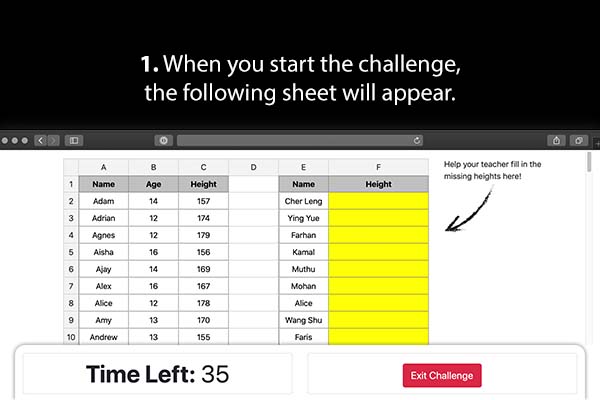 1. When you start the challenge,
the following sheet will appear.
A B C D E F
1 Name Age Height Name Height
2 Adam 14 157 Cher Leng
3 Adrian 12 174 Ying Yue
4 Agnes 12 179 Farhan
5 Aisha 16 156 Kamal
6 Ajay 14 169 Muthu
7 Alex 16 167 Mohan
8 Alice 12 178 Alice
9 Amy 13 170 Wang Shu
10 Andrew 13 155 Faris
Help your teacher fill in the
missing heights here!
Time Left: 35
Exit Challenge